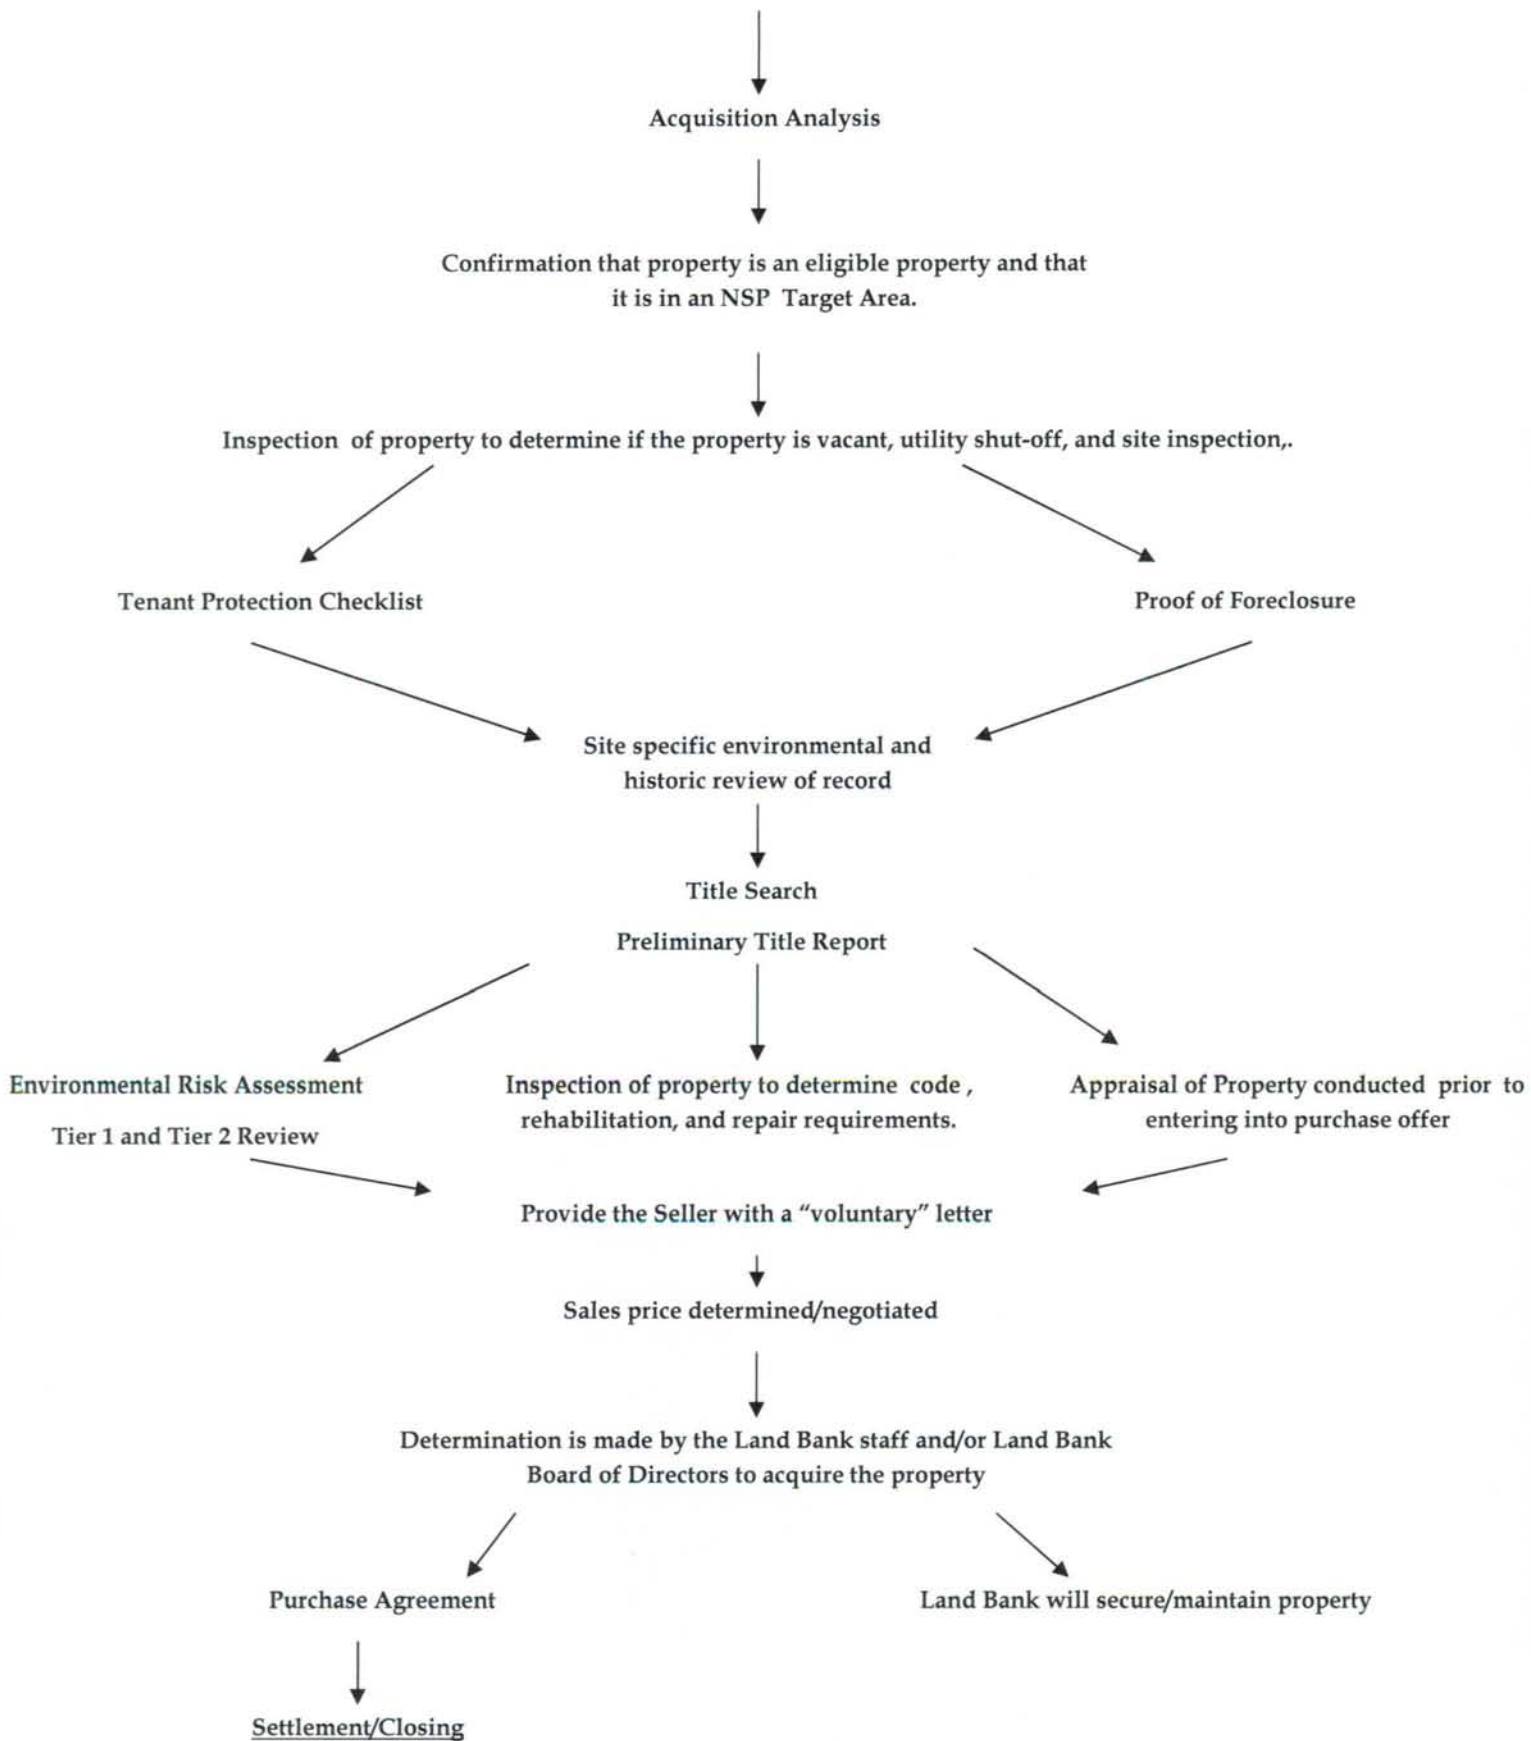 Acquisition Analysis
Confirmation that property is an eligible property and that
it is in an NSP Target Area.
Inspection of property to determine if the property is vacant, utility shut-off, and site inspection,.
Tenant Protection Checklist
Proof of Foreclosure
Site specific environmental and
historic review of record
Title Search
Preliminary Title Report
Environmental Risk Assessment
Tier 1 and Tier 2 Review
Inspection of property to determine code ,
rehabilitation, and repair requirements.
Appraisal of Property conducted prior to
entering into purchase offer
Provide the Seller with a “voluntary” letter
Sales price determined/negotiated
Determination is made by the Land Bank staff and/or Land Bank
Board of Directors to acquire the property
Purchase Agreement
Land Bank will secure/maintain property
Settlement/Closing